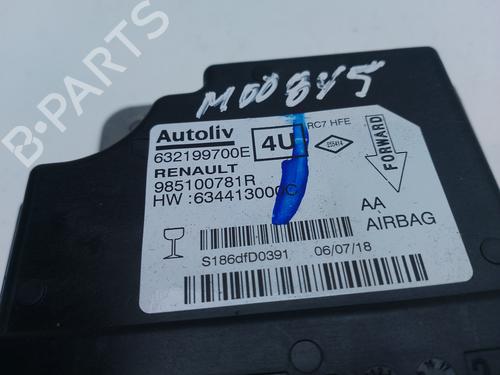 B-PARTS
M00845
Autoliv
4U
RC7 HFE
632199700E
RENAULT
FORWARD
985100781R
HW :634413000C
AA
AIRBAG
S186dfD0391 06/07/18